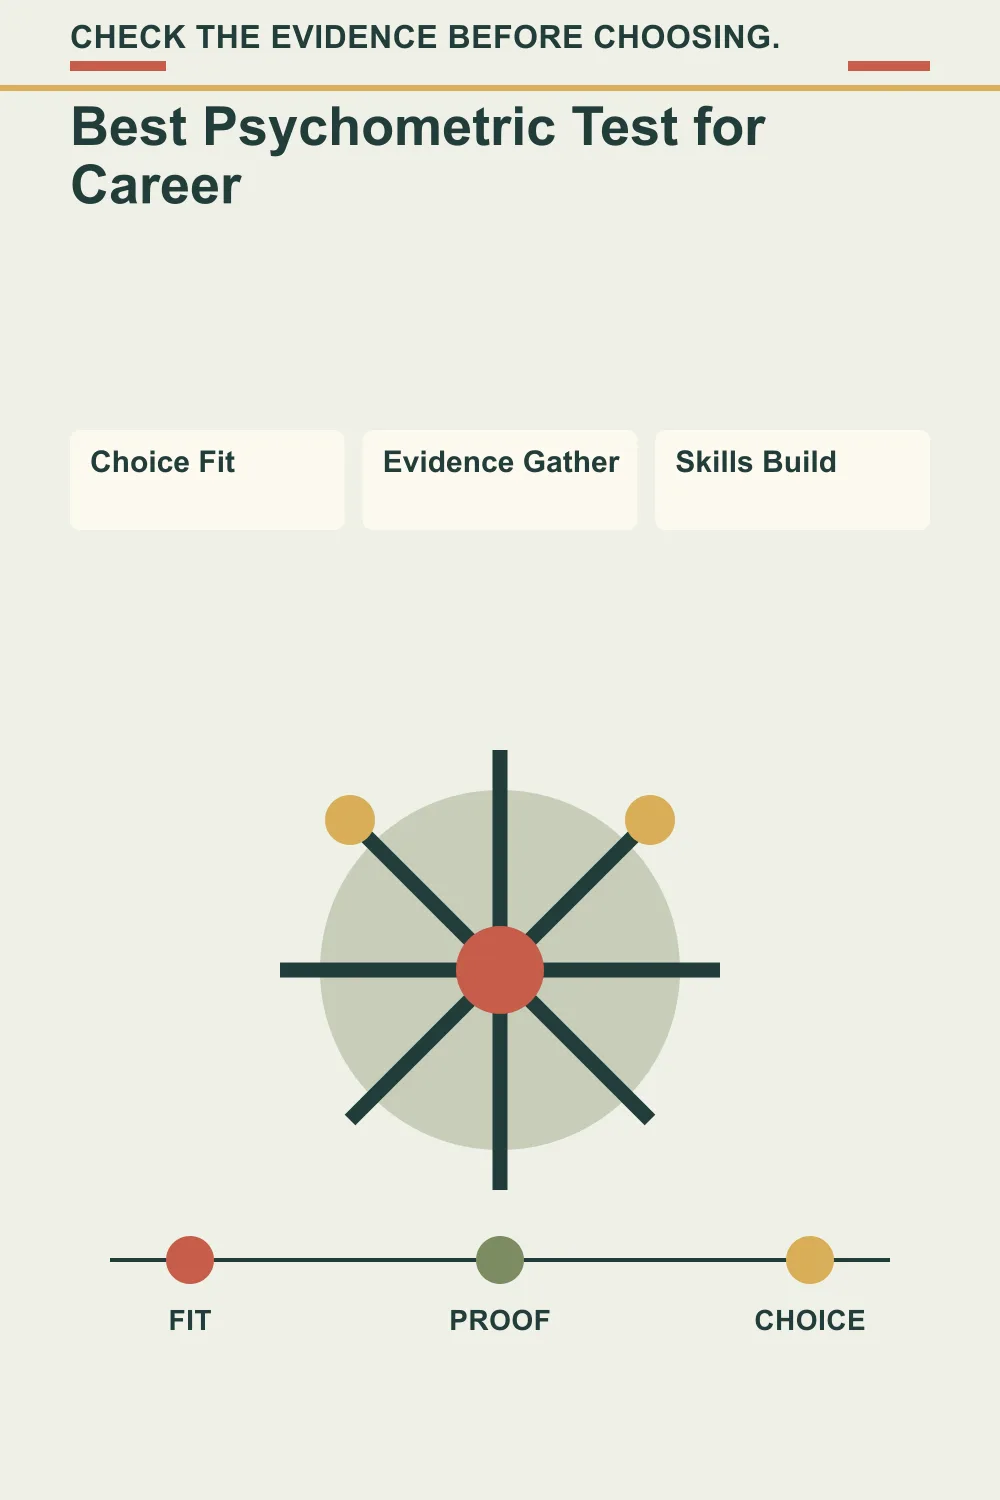 CHECK THE EVIDENCE BEFORE CHOOSING.
Best Psychometric Test for
Career
Choice Fit
Evidence Gather
Skills Build
FIT
PROOF
CHOICE